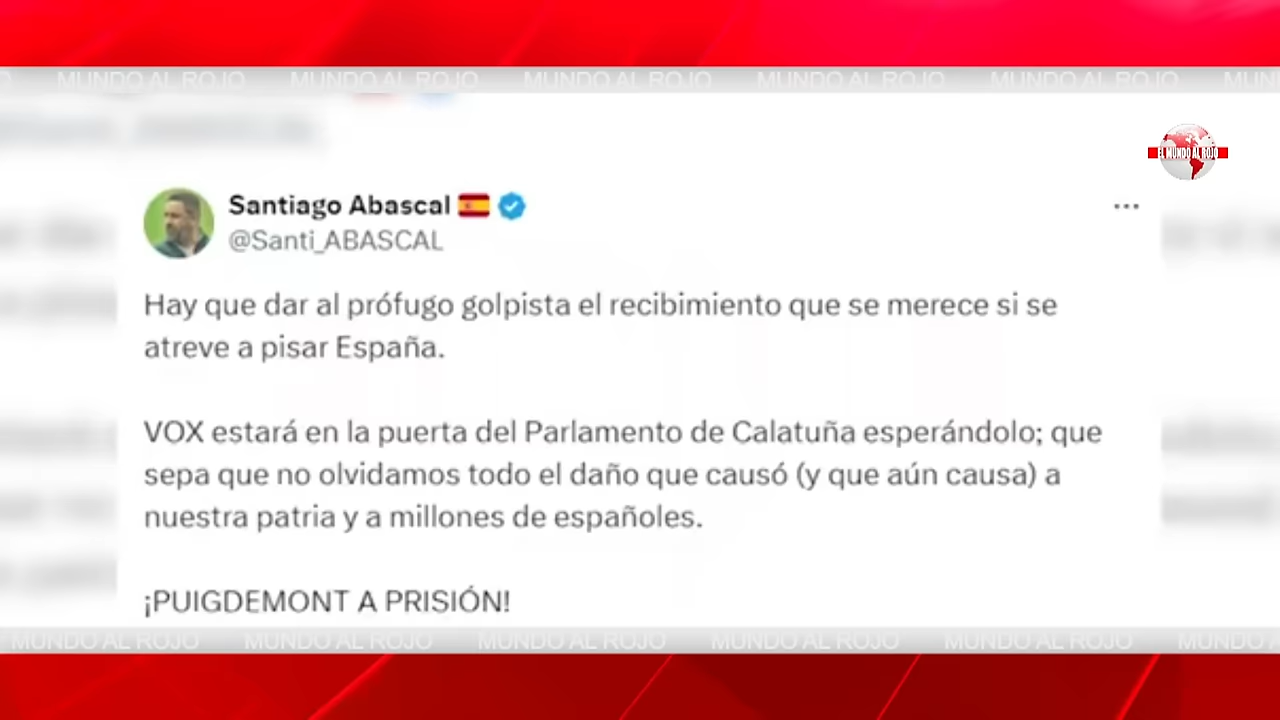 MUNDO AL ROJO MUNDO AL ROJO MUNDO AL ROJO MUNDO AL ROJO MUNDO AL ROJO
EL MUNDO AL ROJO
Santiago Abascal
@Santi_ABASCAL
Hay que dar al prófugo golpista el recibimiento que se merece si se
atreve a pisar España.
VOX estará en la puerta del Parlamento de Calatuña esperándolo; que
sepa que no olvidamos todo el daño que causó (y que aún causa) a
nuestra patria y a millones de españoles.
¡PUIGDEMONT A PRISIÓN!
MUNDO AL ROJO MUNDO AL ROJO MUNDO AL ROJO MUNDO AL ROJO MUNDO AL ROJO